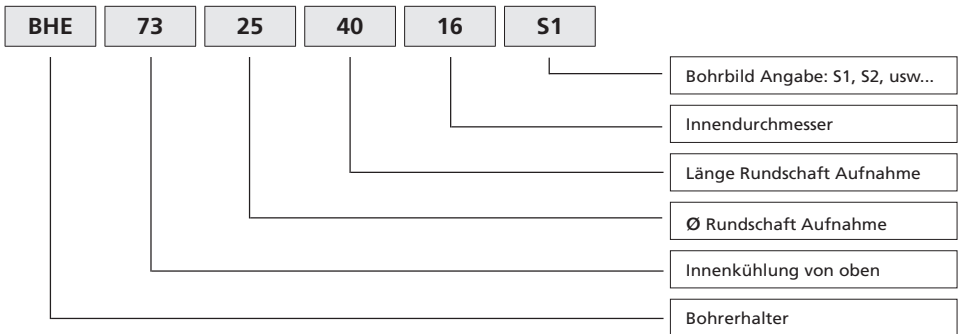 BHE 73 25 40 16 S1
Bohrbild Angabe: S1, S2, usw...
Innendurchmesser
Länge Rundschaft Aufnahme
Ø Rundschaft Aufnahme
Innenkühlung von oben
Bohrerhalter